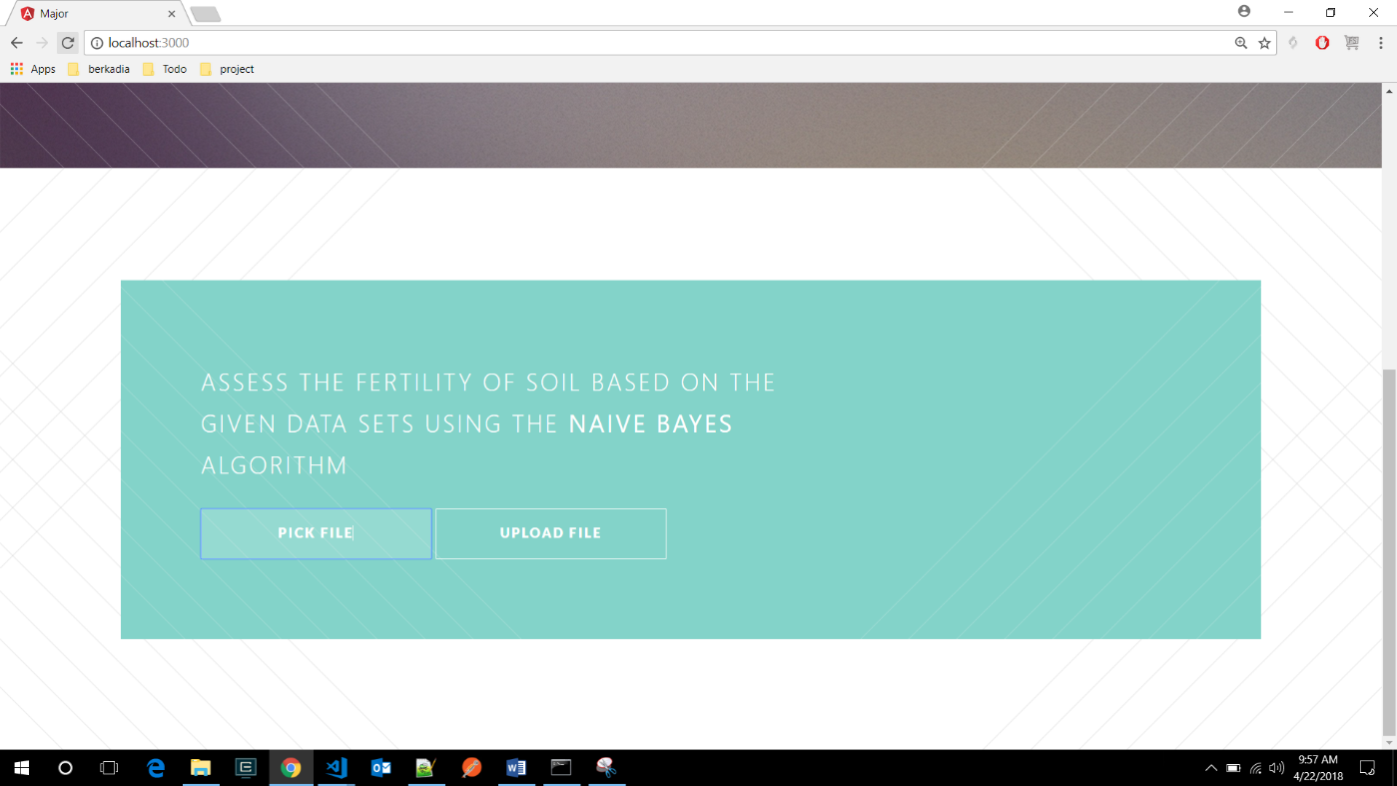 Major
localhost:3000
Apps berkadia Todo project
ASSESS THE FERTILITY OF SOIL BASED ON THE
GIVEN DATA SETS USING THE NAIVE BAYES
ALGORITHM
PICK FILE UPLOAD FILE
9:57 AM
4/22/2018